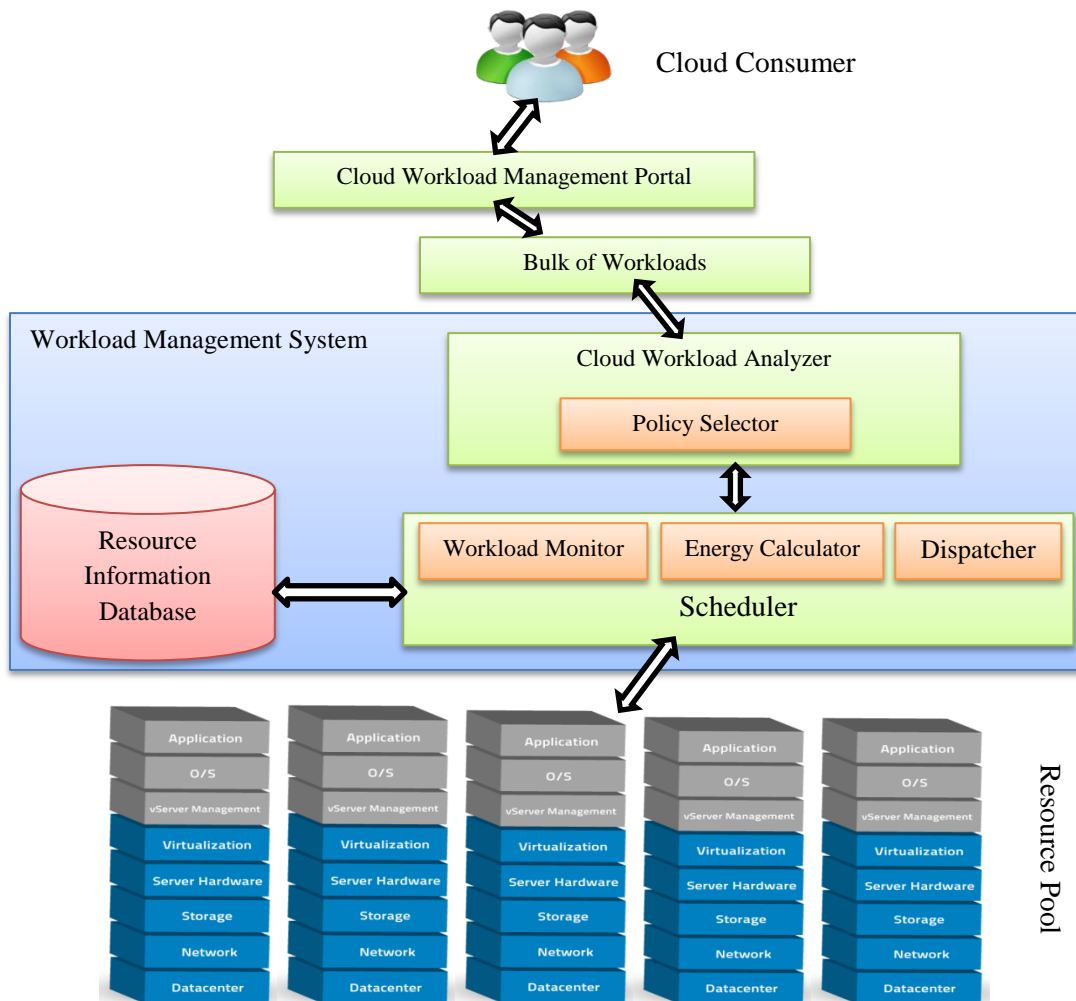 Cloud Consumer
Cloud Workload Management Portal
Bulk of Workloads
Workload Management System
Cloud Workload Analyzer
Policy Selector
Resource
Information
Database
Workload Monitor
Energy Calculator
Dispatcher
Scheduler
Application
O/S
vServer Management
Virtualization
Server Hardware
Storage
Network
Datacenter
Application
O/S
vServer Management
Virtualization
Server Hardware
Storage
Network
Datacenter
Application
O/S
vServer Management
Virtualization
Server Hardware
Storage
Network
Datacenter
Application
O/S
vServer Management
Virtualization
Server Hardware
Storage
Network
Datacenter
Application
O/S
vServer Management
Virtualization
Server Hardware
Storage
Network
Datacenter
Resource Pool